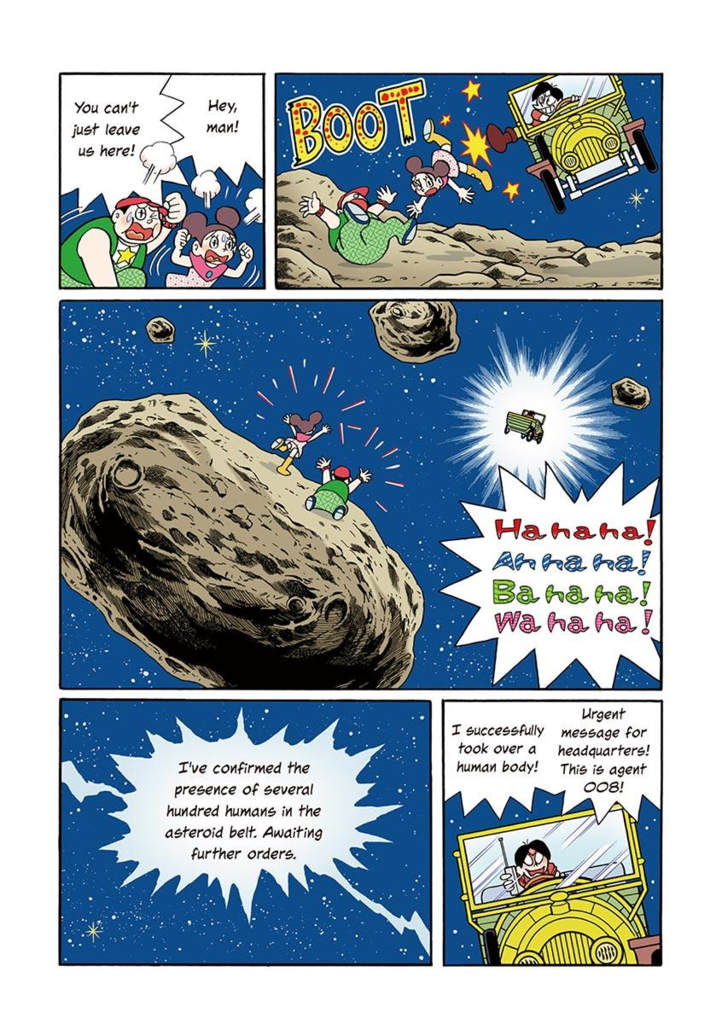 BOOT
Hey,
man!
You can't
just leave
us here!
Ha ha ha!
Ah ha ha!
Ba ha ha!
Wa ha ha!
Urgent
message for
headquarters!
This is agent
008!
I successfully
took over a
human body!
I've confirmed the
presence of several
hundred humans in the
asteroid belt. Awaiting
further orders.